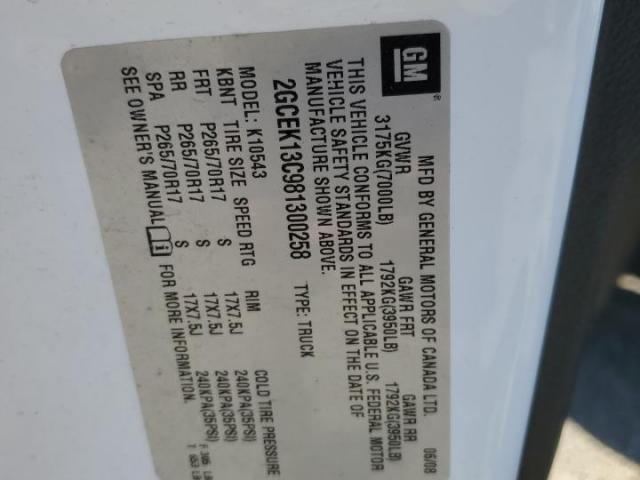 GM ®
MFD BY GENERAL MOTORS OF CANADA LTD. 06/08
GVWR GAWR FRT GAWR RR
3175KG(7000LB) 1792KG(3950LB) 1792KG(3950LB)
THIS VEHICLE CONFORMS TO ALL APPLICABLE U.S. FEDERAL MOTOR
VEHICLE SAFETY STANDARDS IN EFFECT ON THE DATE OF
MANUFACTURE SHOWN ABOVE.
2GCEK13C981300258 TYPE: TRUCK
MODEL: K10543
KBNT TIRE SIZE SPEED RTG RIM COLD TIRE PRESSURE
FRT P265/70R17 S 17X7.5J 240KPA(35PSI)
RR P265/70R17 S 17X7.5J 240KPA(35PSI)
SPA P265/70R17 S 17X7.5J 240KPA(35PSI)
SEE OWNER'S MANUAL i FOR MORE INFORMATION.